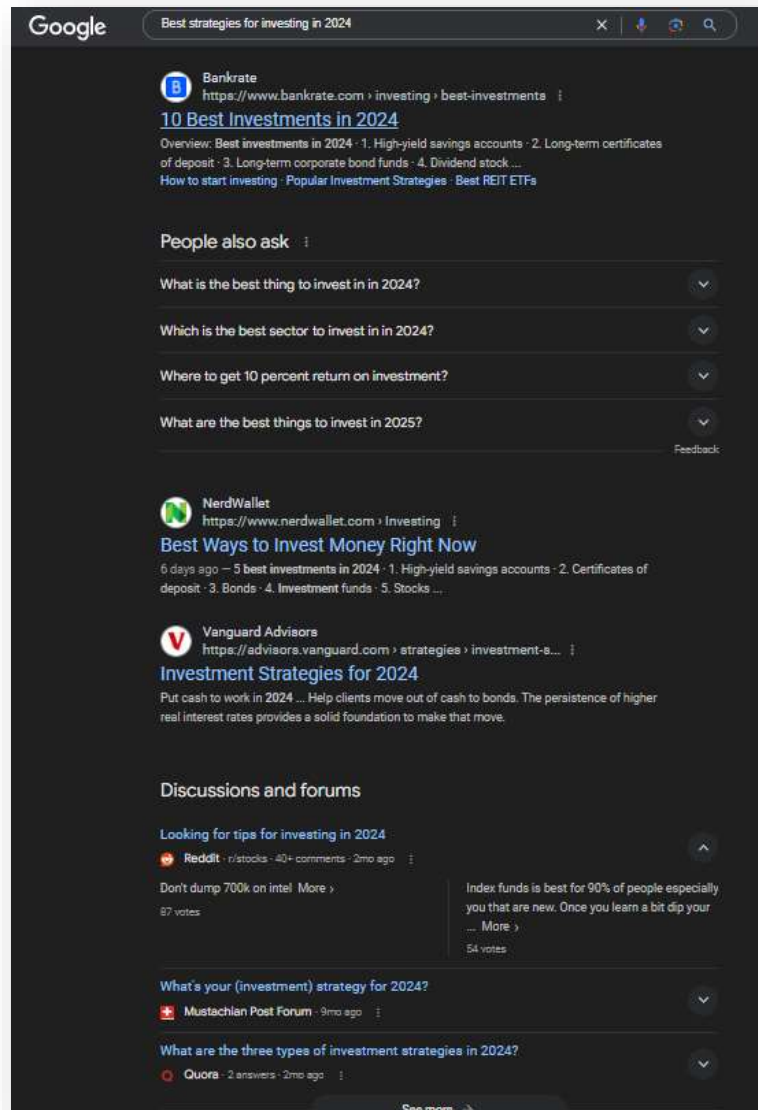 Google
Best strategies for investing in 2024
Bankrate
https://www.bankrate.com › investing › best-investments
10 Best Investments in 2024
Overview: Best investments in 2024 · 1. High-yield savings accounts · 2. Long-term certificates
of deposit · 3. Long-term corporate bond funds · 4. Dividend stock ...
How to start investing · Popular Investment Strategies · Best REIT ETFs
People also ask
What is the best thing to invest in in 2024?
Which is the best sector to invest in in 2024?
Where to get 10 percent return on investment?
What are the best things to invest in 2025?
Feedback
NerdWallet
https://www.nerdwallet.com › Investing
Best Ways to Invest Money Right Now
6 days ago — 5 best investments in 2024 · 1. High-yield savings accounts · 2. Certificates of
deposit · 3. Bonds · 4. Investment funds · 5. Stocks ...
Vanguard Advisors
https://advisors.vanguard.com › strategies › investment-s...
Investment Strategies for 2024
Put cash to work in 2024 ... Help clients move out of cash to bonds. The persistence of higher
real interest rates provides a solid foundation to make that move.
Discussions and forums
Looking for tips for investing in 2024
Reddit · r/stocks · 40+ comments · 2mo ago
Don't dump 700k on intel More ›
87 votes
Index funds is best for 90% of people especially
you that are new. Once you learn a bit dip your
... More ›
54 votes
What's your (investment) strategy for 2024?
Mustachian Post Forum · 9mo ago
What are the three types of investment strategies in 2024?
Quora · 2 answers · 2mo ago
See more →